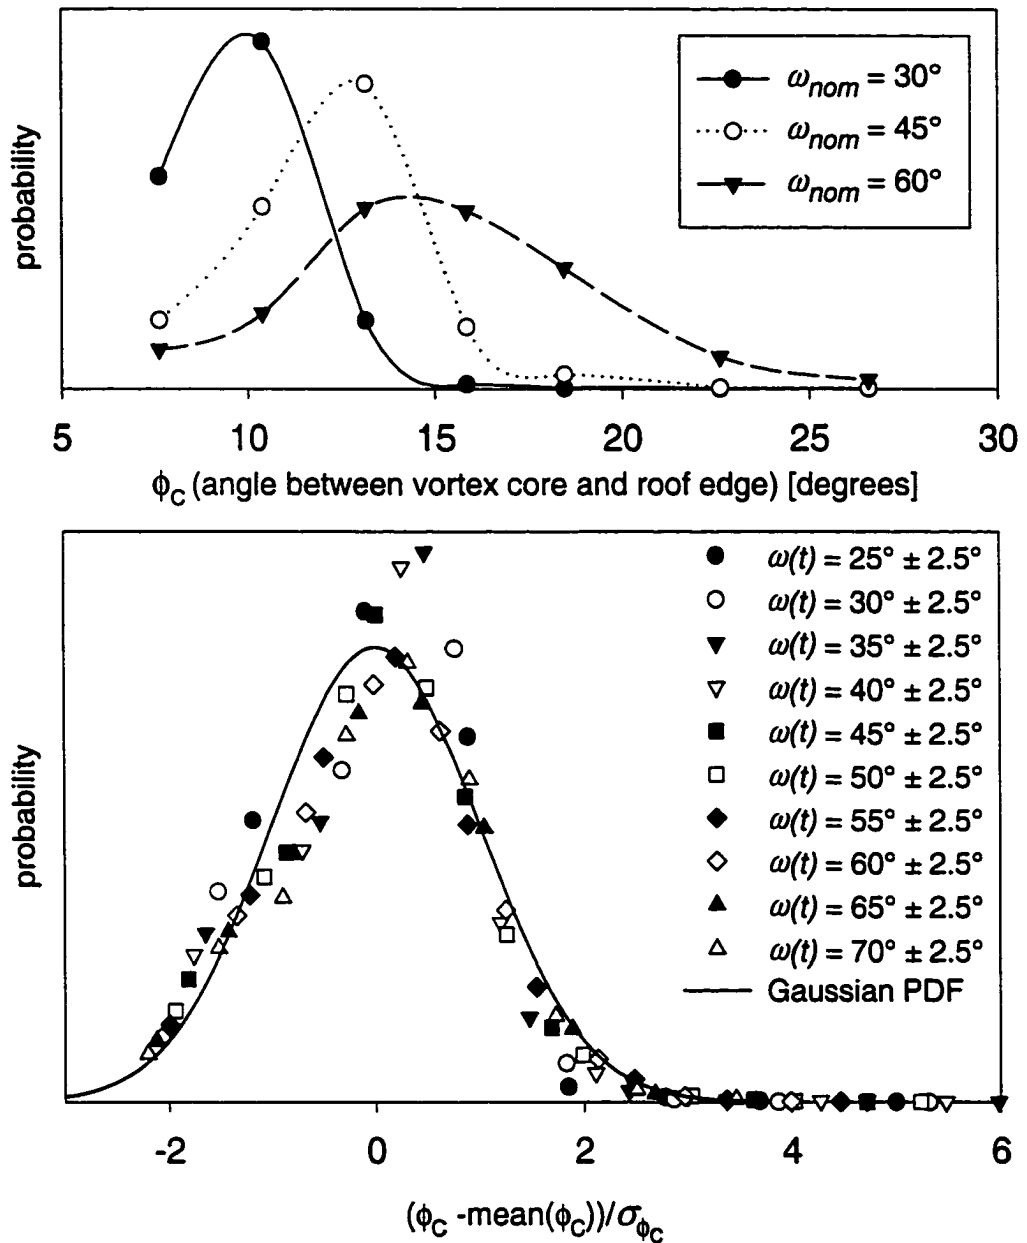 probability
ω_nom = 30°
ω_nom = 45°
ω_nom = 60°
5 10 15 20 25 30
ϕ_C (angle between vortex core and roof edge) [degrees]
probability
ω(t) = 25° ± 2.5°
ω(t) = 30° ± 2.5°
ω(t) = 35° ± 2.5°
ω(t) = 40° ± 2.5°
ω(t) = 45° ± 2.5°
ω(t) = 50° ± 2.5°
ω(t) = 55° ± 2.5°
ω(t) = 60° ± 2.5°
ω(t) = 65° ± 2.5°
ω(t) = 70° ± 2.5°
Gaussian PDF
-2 0 2 4 6
(ϕ_C -mean(ϕ_C))/σ_ϕ_C